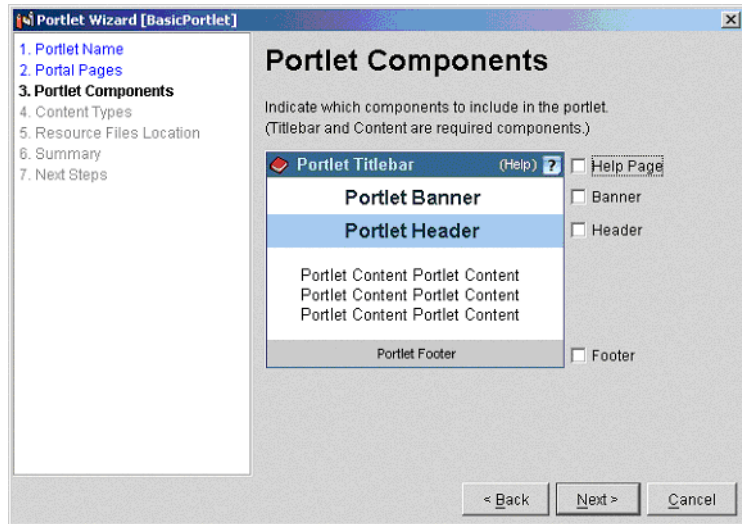 Portlet Wizard [BasicPortlet]
1. Portlet Name
2. Portal Pages
3. Portlet Components
4. Content Types
5. Resource Files Location
6. Summary
7. Next Steps
Portlet Components
Indicate which components to include in the portlet.
(Titlebar and Content are required components.)
Portlet Titlebar (Help) ? Help Page
Portlet Banner Banner
Portlet Header Header
Portlet Content Portlet Content
Portlet Content Portlet Content
Portlet Content Portlet Content
Portlet Footer Footer
< Back Next > Cancel